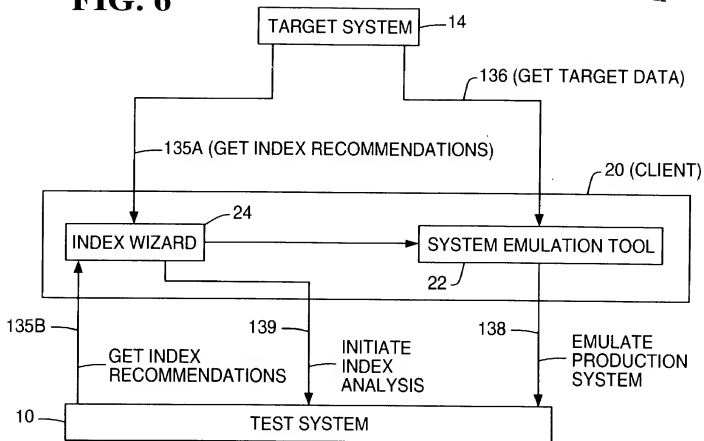 FIG. 6
TARGET SYSTEM
14
136 (GET TARGET DATA)
135A (GET INDEX RECOMMENDATIONS)
20 (CLIENT)
24
INDEX WIZARD
SYSTEM EMULATION TOOL
22
135B
139
138
GET INDEX
RECOMMENDATIONS
INITIATE
INDEX
ANALYSIS
EMULATE
PRODUCTION
SYSTEM
10
TEST SYSTEM